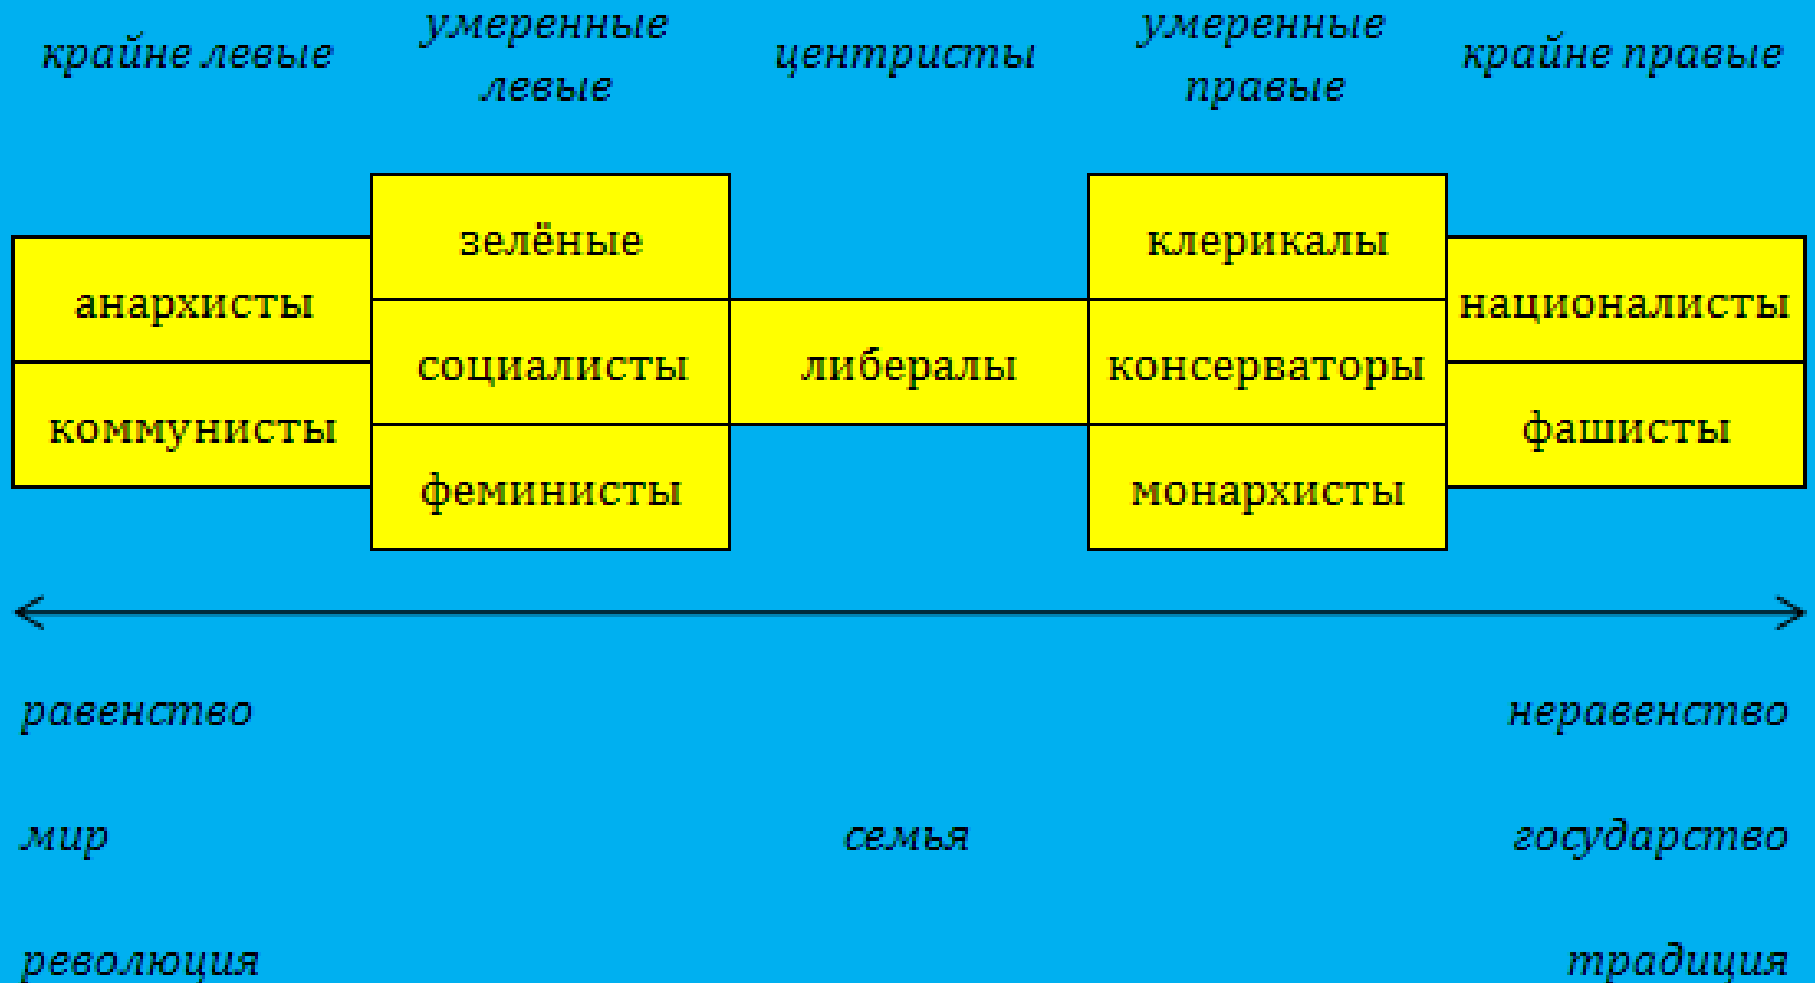 крайне левые
умеренные
левые
центристы
умеренные
правые
крайне правые
анархисты
коммунисты
зелёные
социалисты
феминисты
либералы
клерикалы
консерваторы
монархисты
националисты
фашисты
равенство
неравенство
мир
семья
государство
революция
традиция